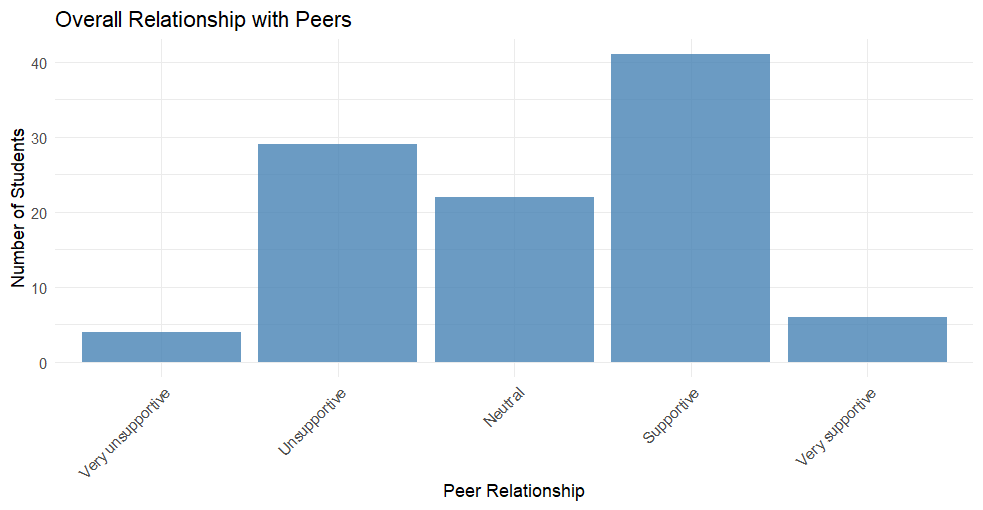 Overall Relationship with Peers
Number of Students
40
30
20
10
0
Very unsupportive
Unsupportive
Neutral
Supportive
Very supportive
Peer Relationship